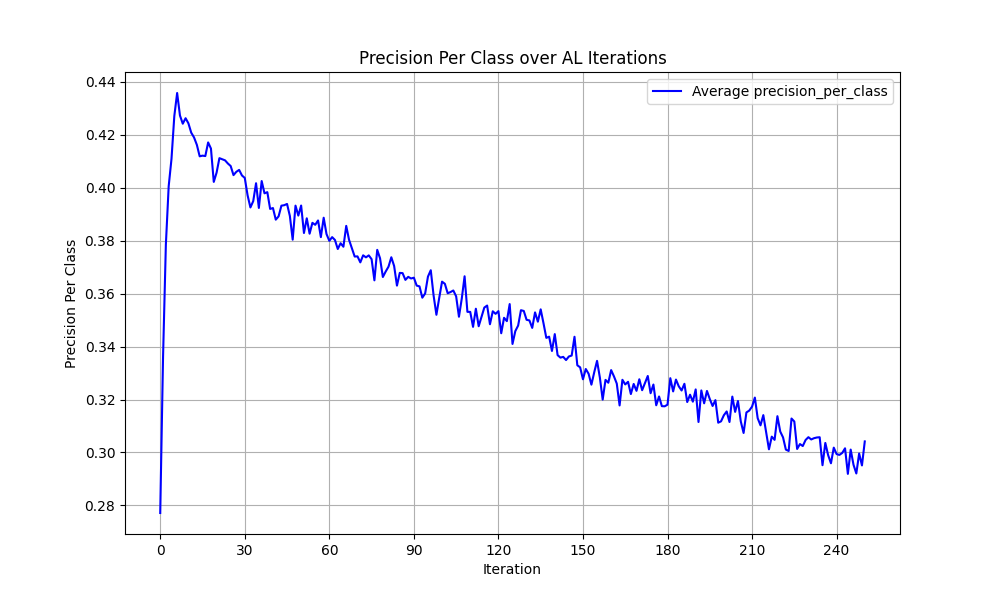 Precision Per Class over AL Iterations
Average precision_per_class
Precision Per Class
0.44
0.42
0.40
0.38
0.36
0.34
0.32
0.30
0.28
0 30 60 90 120 150 180 210 240
Iteration